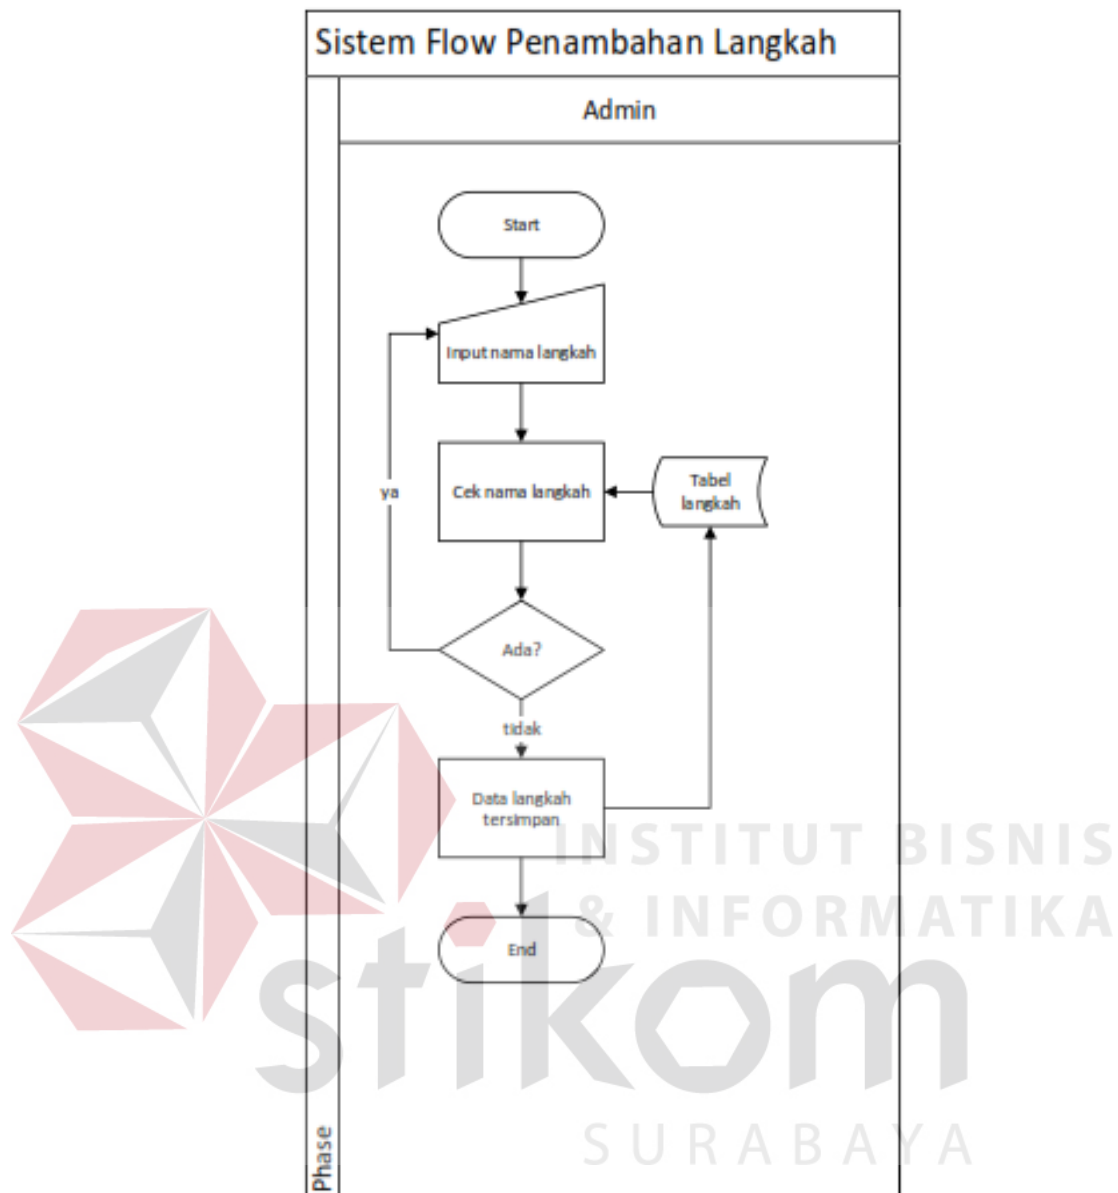 Sistem Flow Penambahan Langkah
Admin
Start
Input nama langkah
Cek nama langkah
Tabel
langkah
ya
Ada?
tidak
Data langkah
tersimpan
End
Phase
INSTITUT BISNIS
& INFORMATIKA
stikom
SURABAYA